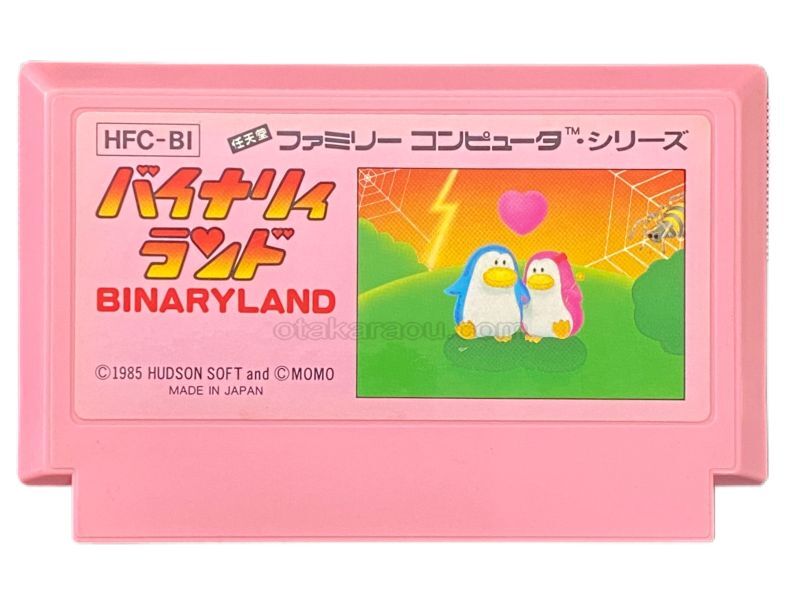 HFC-BI
任天堂 ファミリー コンピュータ™・シリーズ
バイナリィ
ランド
BINARYLAND
otakaraou.com
©1985 HUDSON SOFT and ©MOMO
MADE IN JAPAN